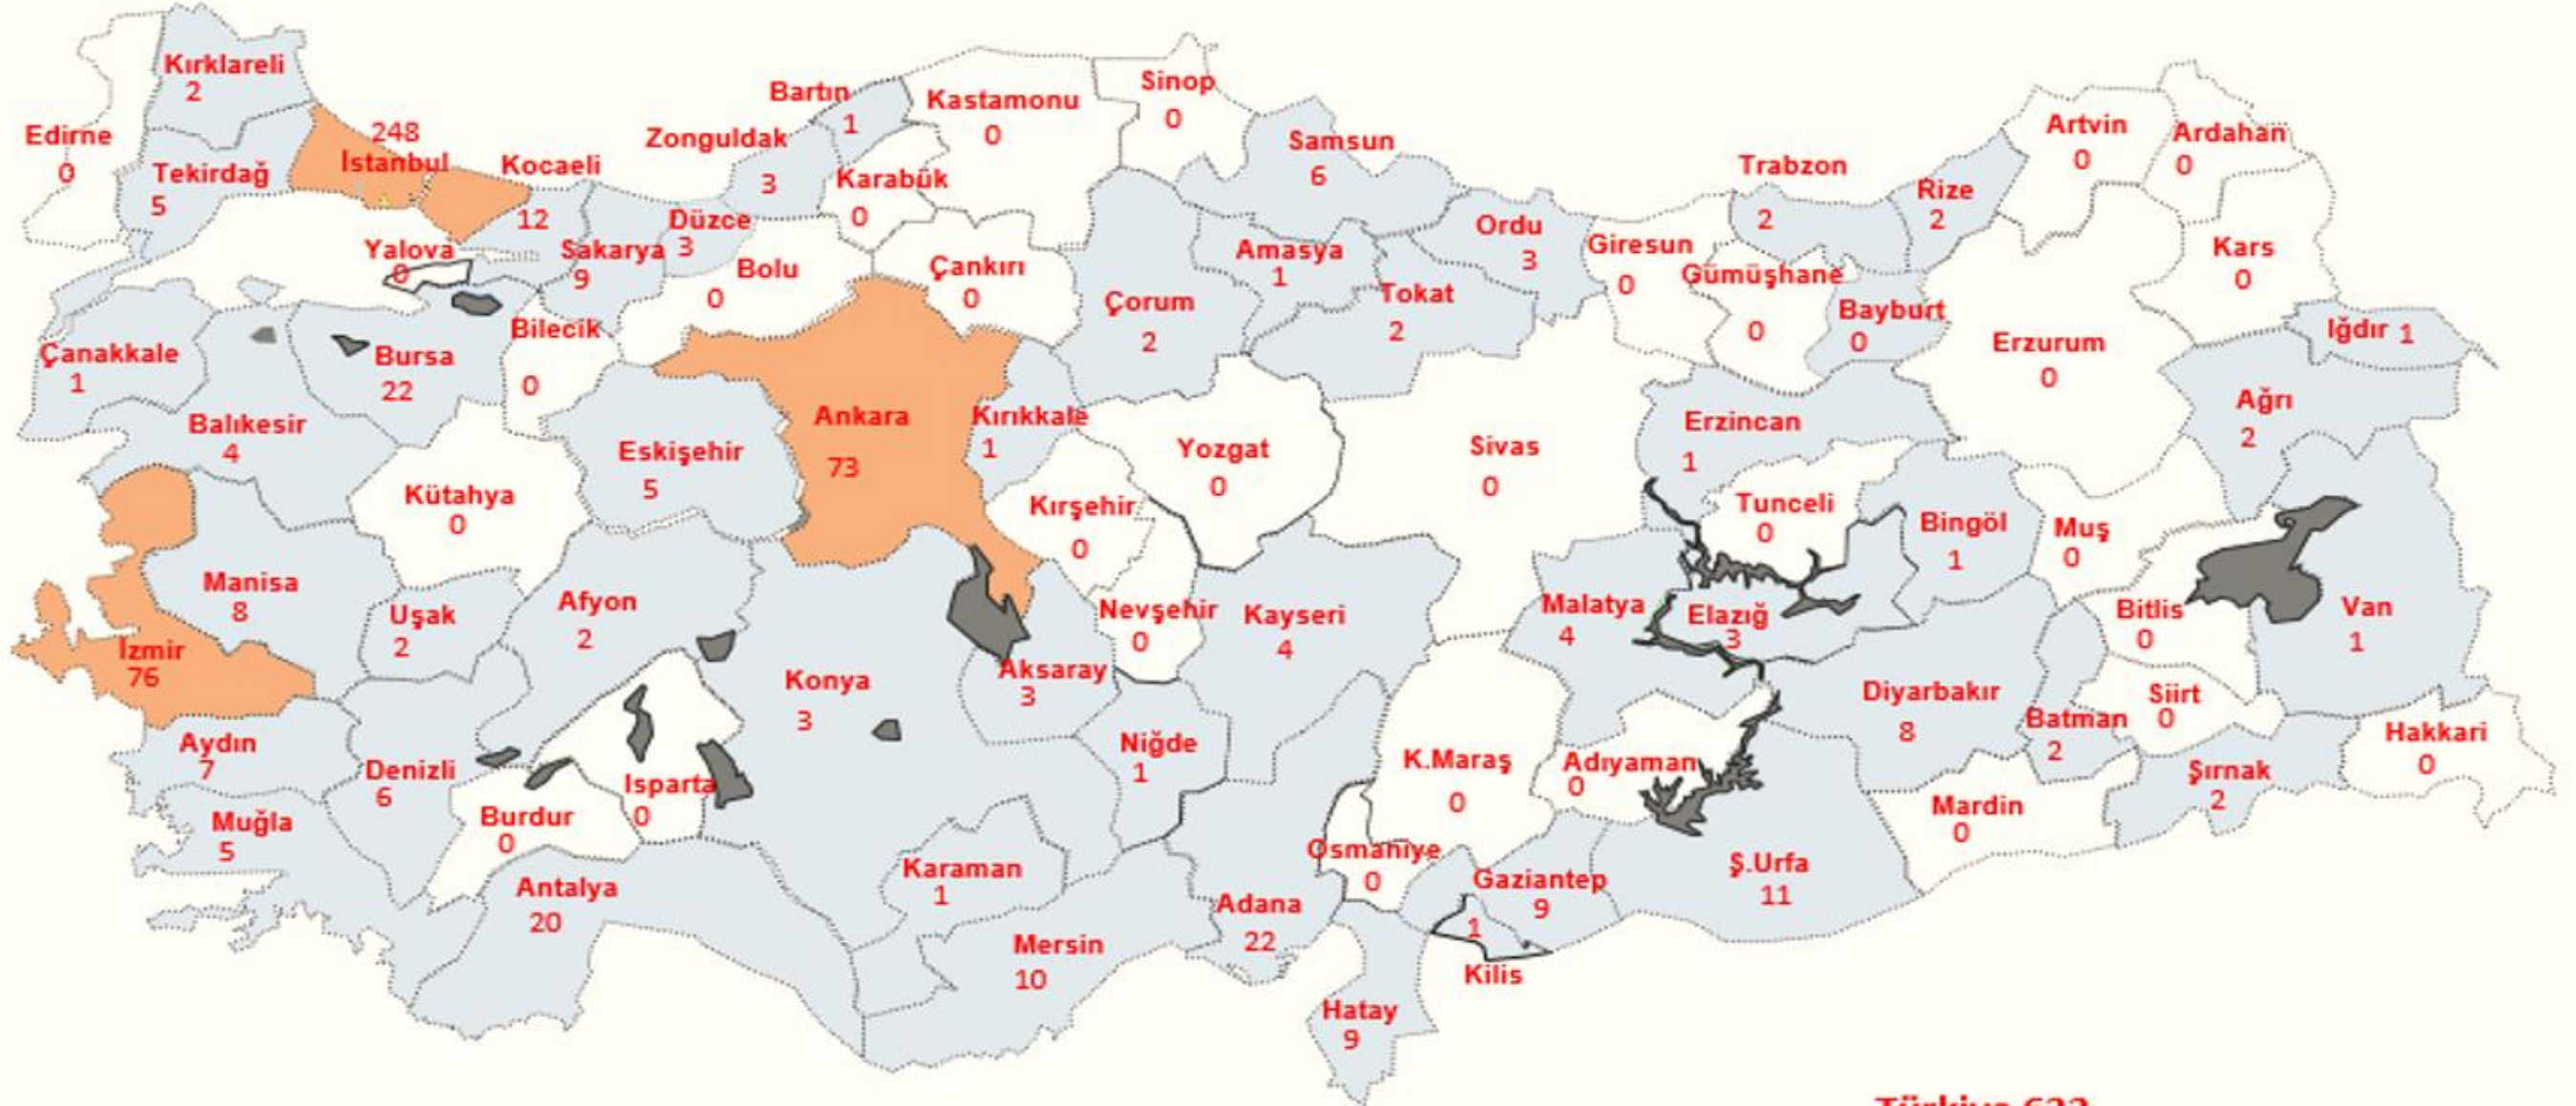 Kırklareli
2
Edirne
0
Tekirdağ
5
248
İstanbul
Kocaeli
12
Yalova
0
Sakarya
9
Düzce
3
Zonguldak
3
Bartın
1
Karabük
0
Kastamonu
0
Sinop
0
Samsun
6
Bolu
0
Çankırı
0
Çorum
2
Amasya
1
Tokat
2
Ordu
3
Giresun
0
Gümüşhane
0
Trabzon
2
Rize
2
Bayburt
0
Artvin
0
Ardahan
0
Kars
0
Iğdır 1
Ağrı
2
Erzurum
0
Erzincan
1
Çanakkale
1
Balıkesir
4
Bursa
22
Bilecik
0
Kütahya
0
Eskişehir
5
Ankara
73
Kırıkkale
1
Kırşehir
0
Yozgat
0
Sivas
0
Tunceli
0
Bingöl
1
Muş
0
Bitlis
0
Van
1
İzmir
76
Manisa
8
Uşak
2
Afyon
2
Konya
3
Aksaray
3
Nevşehir
0
Kayseri
4
Niğde
1
Malatya
4
Elazığ
3
Diyarbakır
8
Batman
2
Siirt
0
Şırnak
2
Hakkari
0
Mardin
0
Adıyaman
0
K.Maraş
0
Ş.Urfa
11
Aydın
7
Denizli
6
Muğla
5
Burdur
0
Isparta
0
Antalya
20
Karaman
1
Mersin
10
Adana
22
Osmaniye
0
Gaziantep
9
1
Kilis
Hatay
9